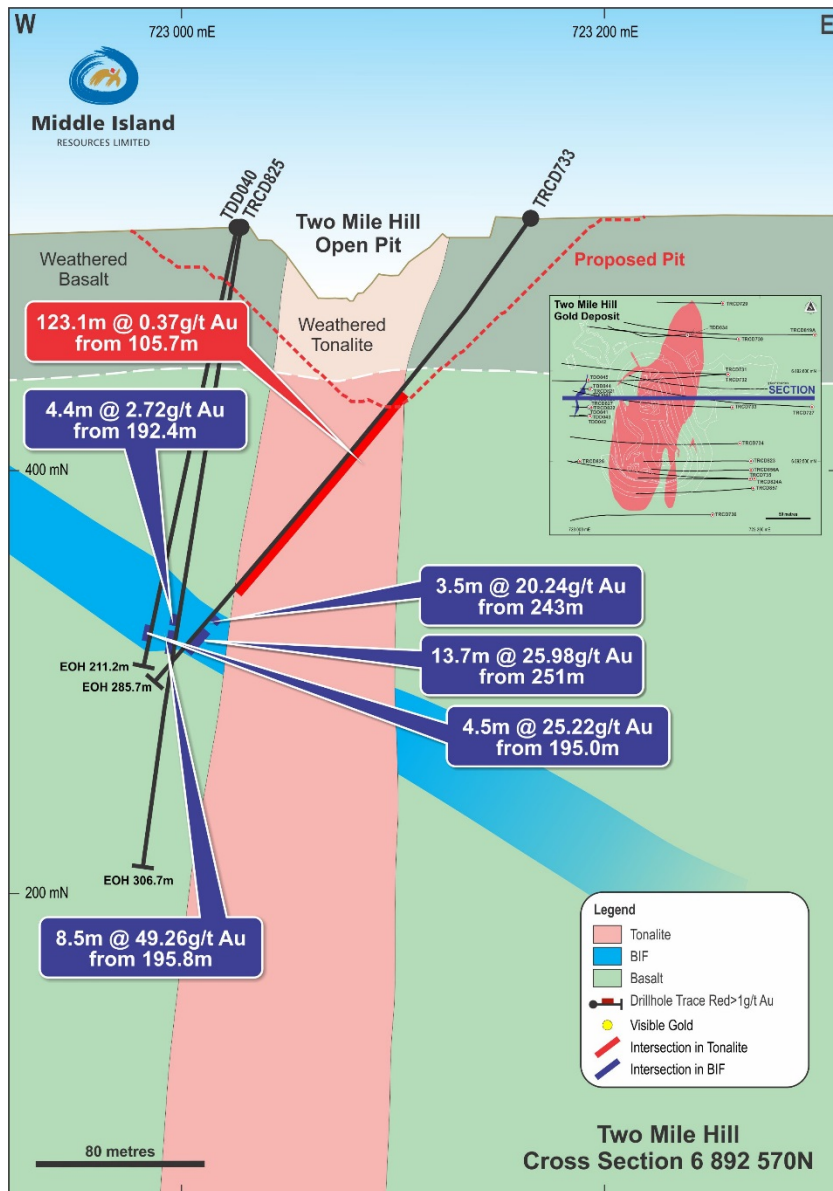 W
723 000 mE
723 200 mE
E
Middle Island
RESOURCES LIMITED
TDD040
TRCD825
TRCD733
Two Mile Hill
Open Pit
Weathered
Basalt
Proposed Pit
Weathered
Tonalite
123.1m @ 0.37g/t Au
from 105.7m
Two Mile Hill
Gold Deposit
SECTION
4.4m @ 2.72g/t Au
from 192.4m
400 mN
3.5m @ 20.24g/t Au
from 243m
13.7m @ 25.98g/t Au
from 251m
EOH 211.2m
EOH 285.7m
4.5m @ 25.22g/t Au
from 195.0m
EOH 306.7m
200 mN
8.5m @ 49.26g/t Au
from 195.8m
Legend
Tonalite
BIF
Basalt
Drillhole Trace Red>1g/t Au
Visible Gold
Intersection in Tonalite
Intersection in BIF
80 metres
Two Mile Hill
Cross Section 6 892 570N